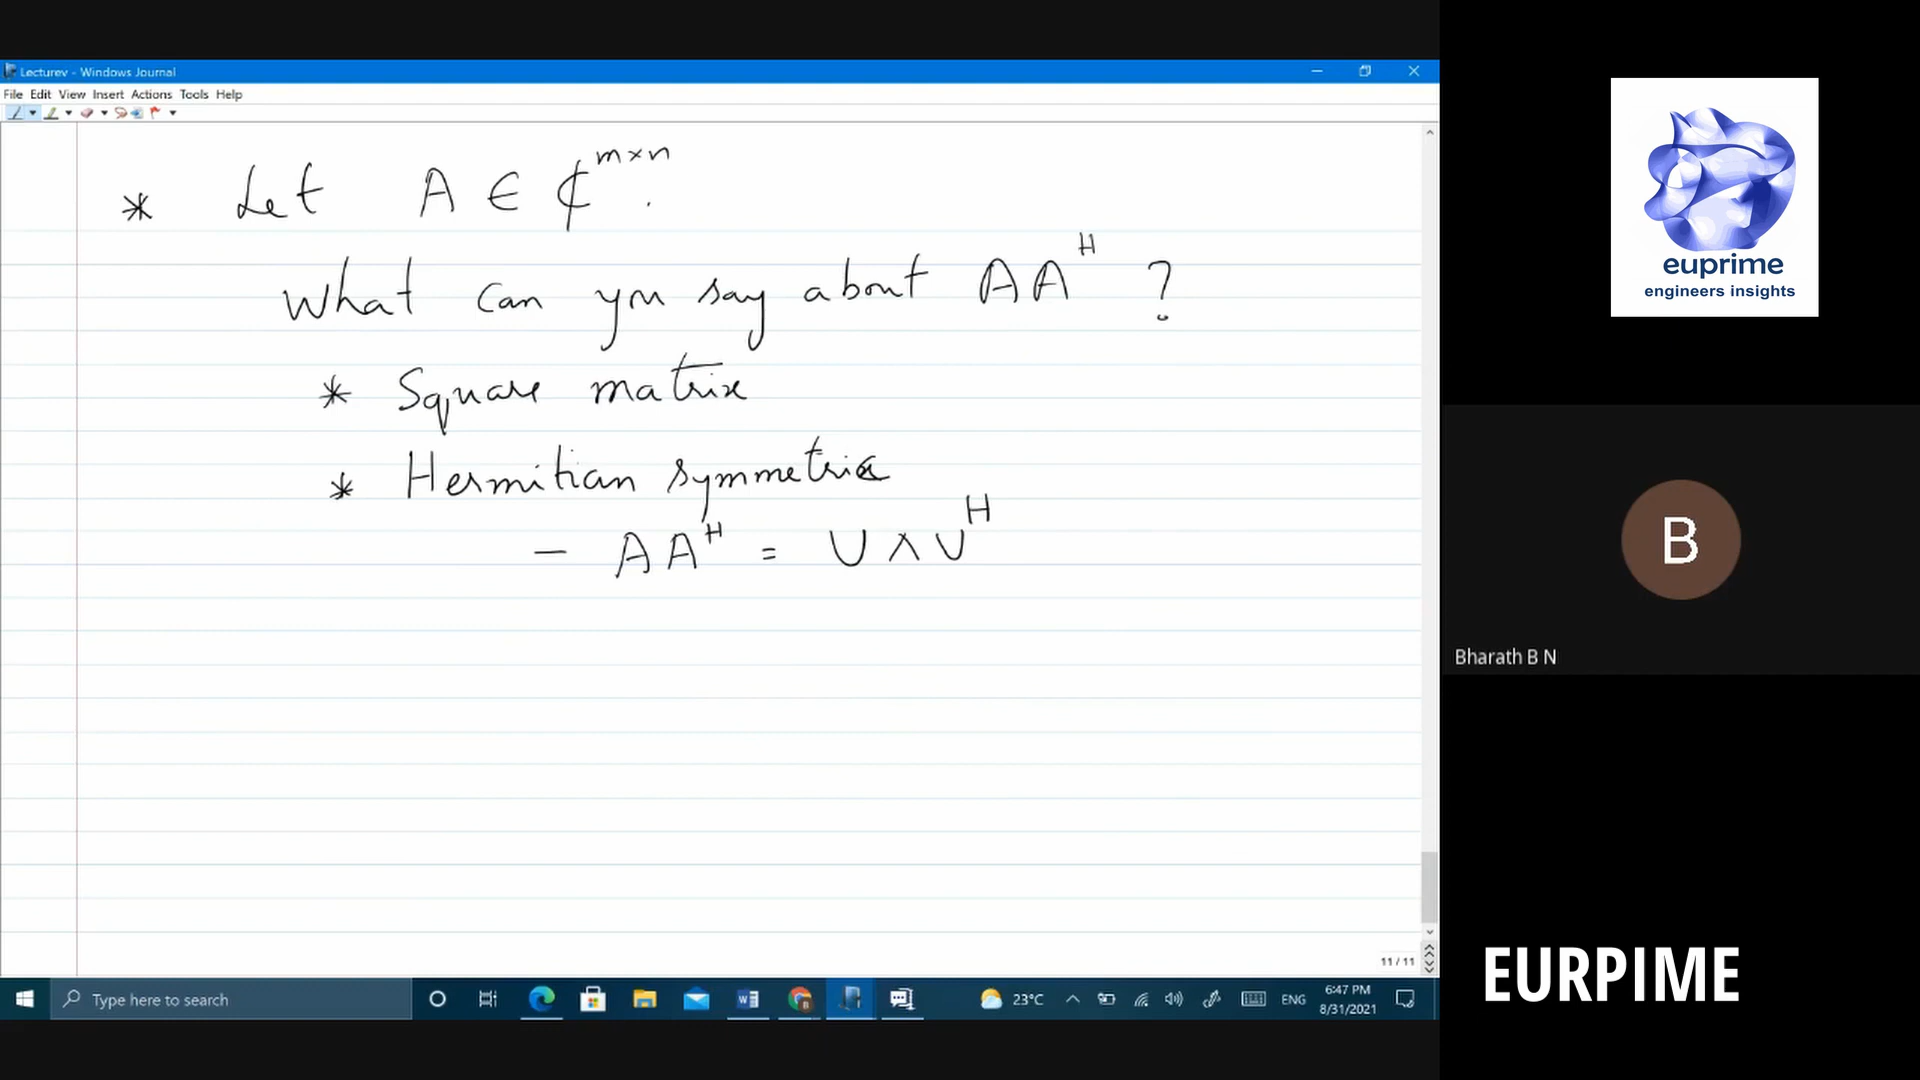 Lecturev - Windows Journal
File Edit View Insert Actions Tools Help
* Let A ∈ ₵^{m×n}.
What can you say about AA^H ?
* Square matrix
* Hermitian symmetric
- AA^H = U Λ U^H
11 / 11
Type here to search
23°C
ENG
6:47 PM
8/31/2021
euprime
engineers insights
B
Bharath B N
EURPIME